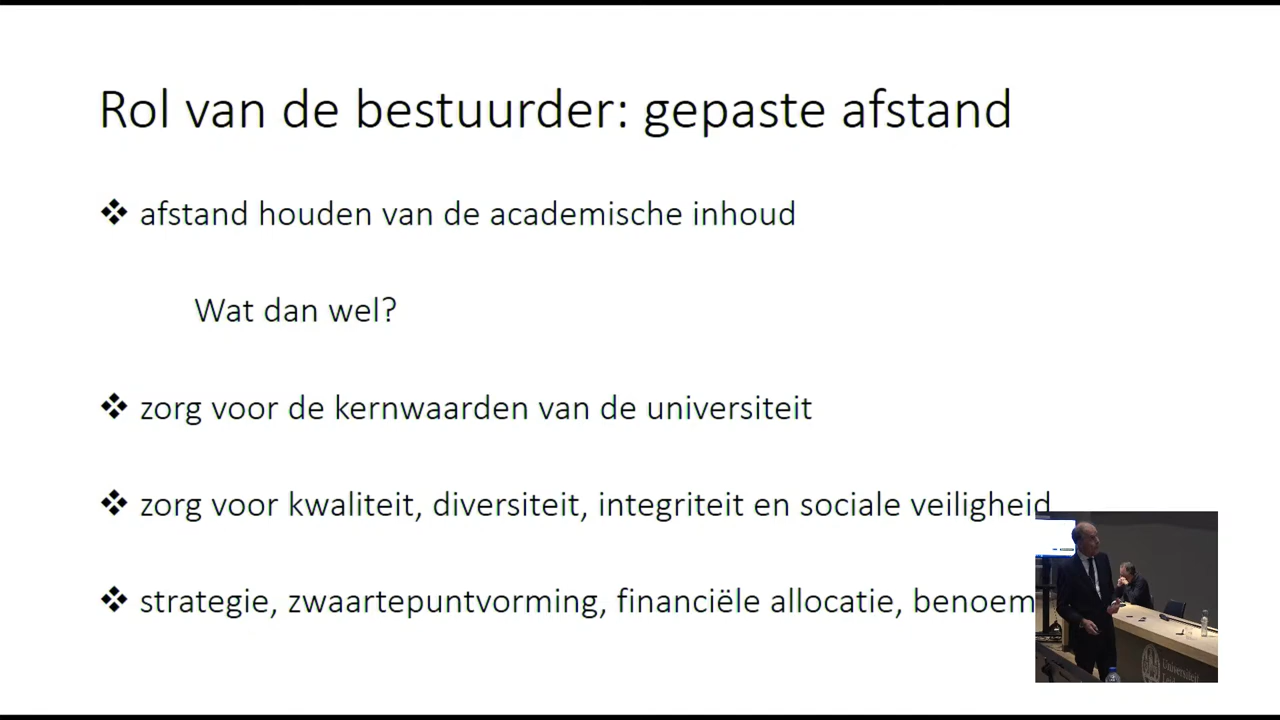 Rol van de bestuurder: gepaste afstand
❖ afstand houden van de academische inhoud
Wat dan wel?
❖ zorg voor de kernwaarden van de universiteit
❖ zorg voor kwaliteit, diversiteit, integriteit en sociale veiligheid
❖ strategie, zwaartepuntvorming, financiële allocatie, benoem
Universiteit